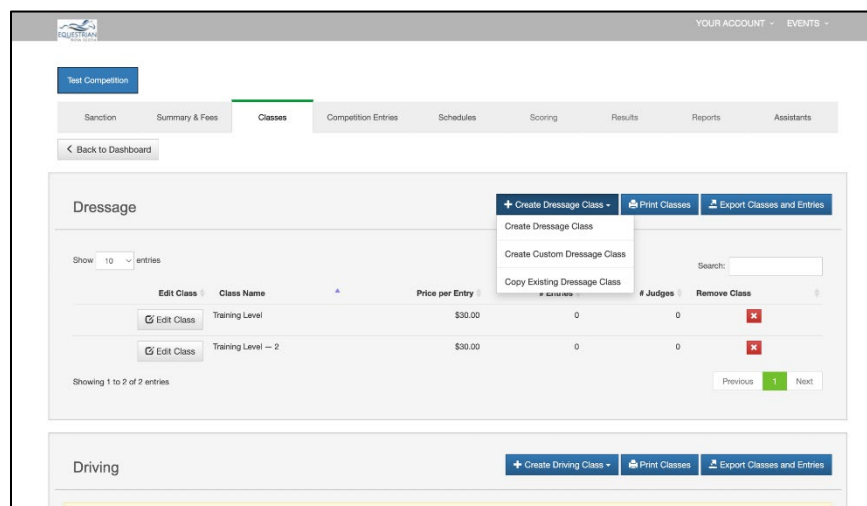 YOUR ACCOUNT EVENTS
EQUESTRIAN
Test Competition
Sanction Summary & Fees Classes Competition Entries Schedules Scoring Results Reports Assistants
Back to Dashboard
Dressage
Create Dressage Class Print Classes Export Classes and Entries
Create Dressage Class
Create Custom Dressage Class
Copy Existing Dressage Class
Show 10 entries
Search:
Edit Class Class Name Price per Entry # Entries # Judges Remove Class
Edit Class Training Level $30.00 0 0
Edit Class Training Level — 2 $30.00 0 0
Showing 1 to 2 of 2 entries
Previous 1 Next
Driving
Create Driving Class Print Classes Export Classes and Entries